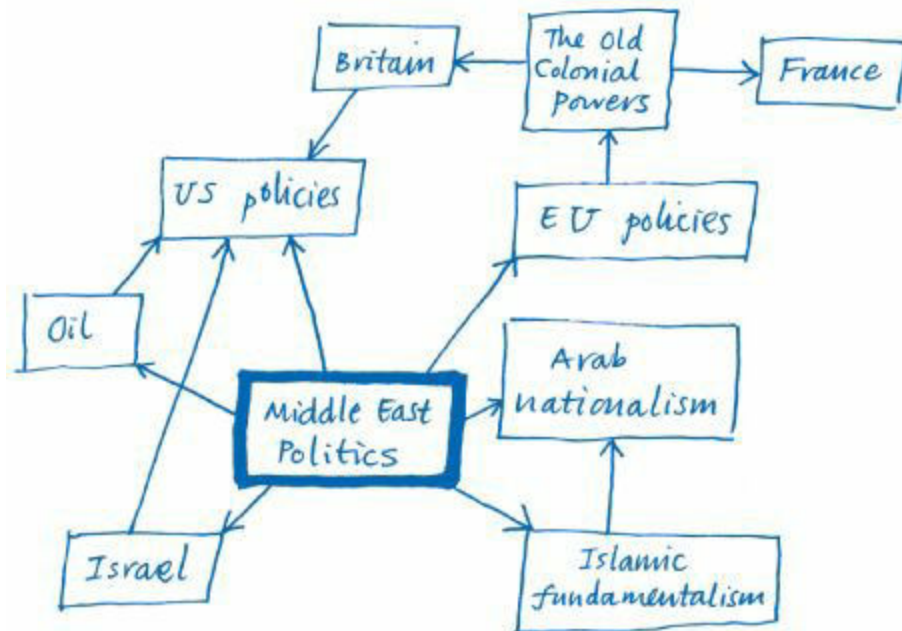 The Old
Colonial
Powers
Britain
France
US policies
EU policies
Oil
Arab
nationalism
Middle East
Politics
Israel
Islamic
fundamentalism